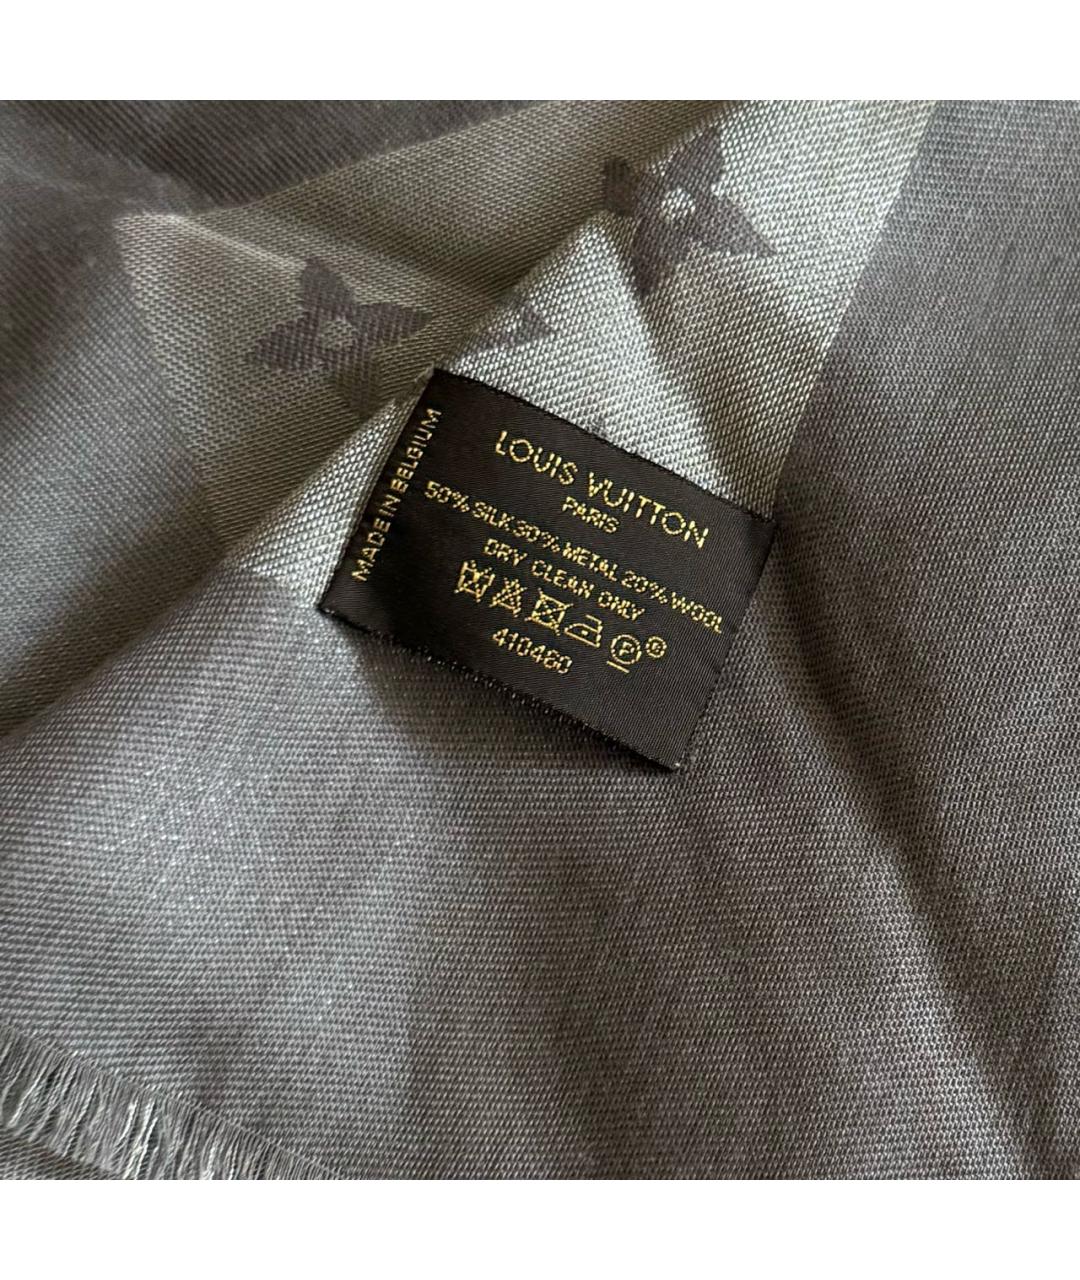 LOUIS VUITTON
PARIS
50% SILK 30% METAL 20% WOOL
DRY CLEAN ONLY
P
410460
MADE IN BELGIUM